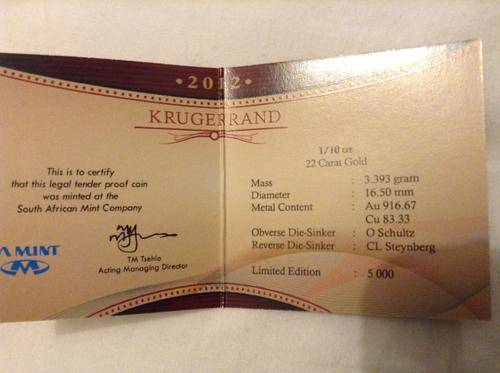 2012
KRUGERRAND
This is to certify
that this legal tender proof coin
was minted at the
South African Mint Company
A MINT
TM Tsehlo
Acting Managing Director
1/10 oz
22 Carat Gold
Mass : 3.393 gram
Diameter : 16.50 mm
Metal Content : Au 916.67
Cu 83.33
Obverse Die-Sinker : O Schultz
Reverse Die-Sinker : CL Steynberg
Limited Edition : 5 000